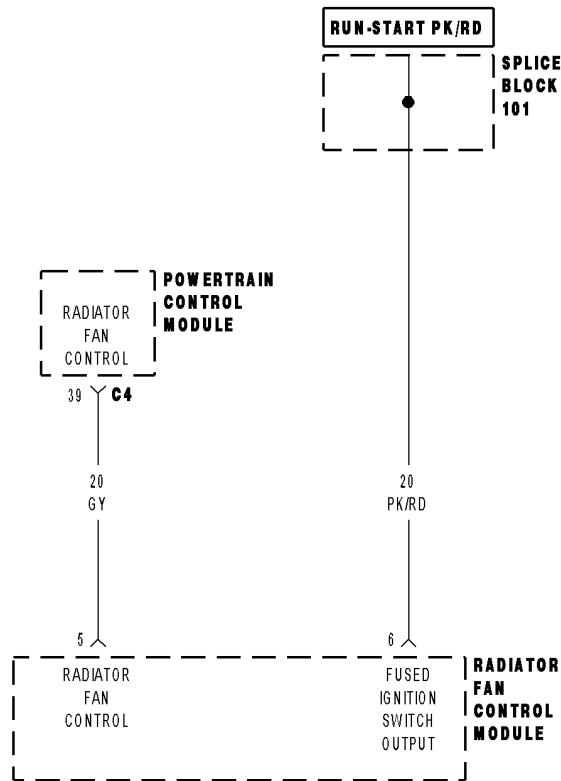 RUN-START PK/RD
SPLICE
BLOCK
101
POWERTRAIN
CONTROL
MODULE
RADIATOR
FAN
CONTROL
39 C4
20
GY
20
PK/RD
5
6
RADIATOR
FAN
CONTROL
FUSED
IGNITION
SWITCH
OUTPUT
RADIATOR
FAN
CONTROL
MODULE